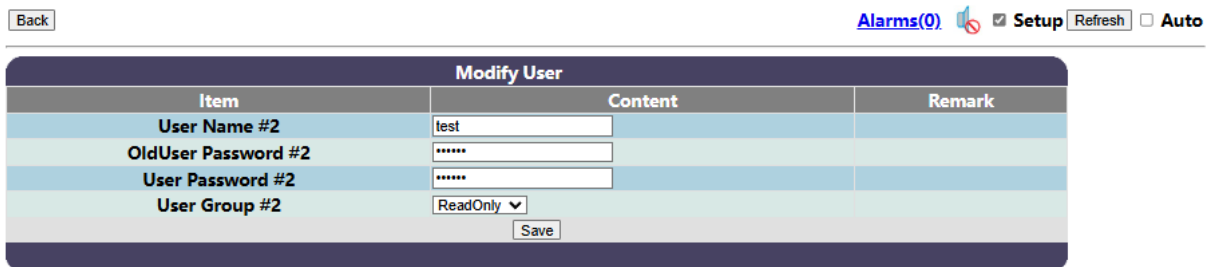 Back Alarms(0) Setup Refresh Auto
Modify User
Item Content Remark
User Name #2 test
OldUser Password #2 ••••••
User Password #2 ••••••
User Group #2 ReadOnly
Save